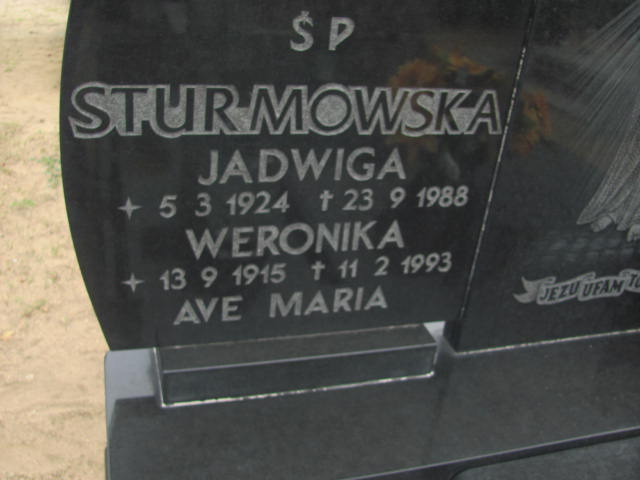 ŚP
STURMOWSKA
JADWIGA
5 3 1924 † 23 9 1988
WERONIKA
13 9 1915 † 11 2 1993
AVE MARIA
JEZU UFAM